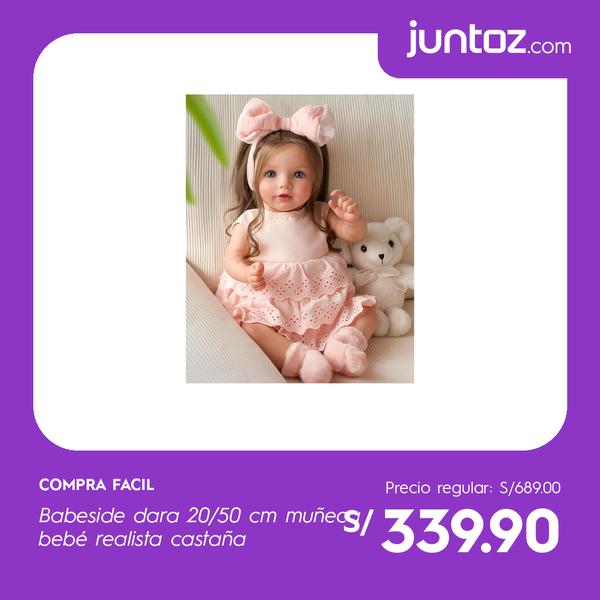 juntoz.com
COMPRA FACIL
Precio regular: S/689.00
Babeside dara 20/50 cm muñeca
bebé realista castaña
S/ 339.90